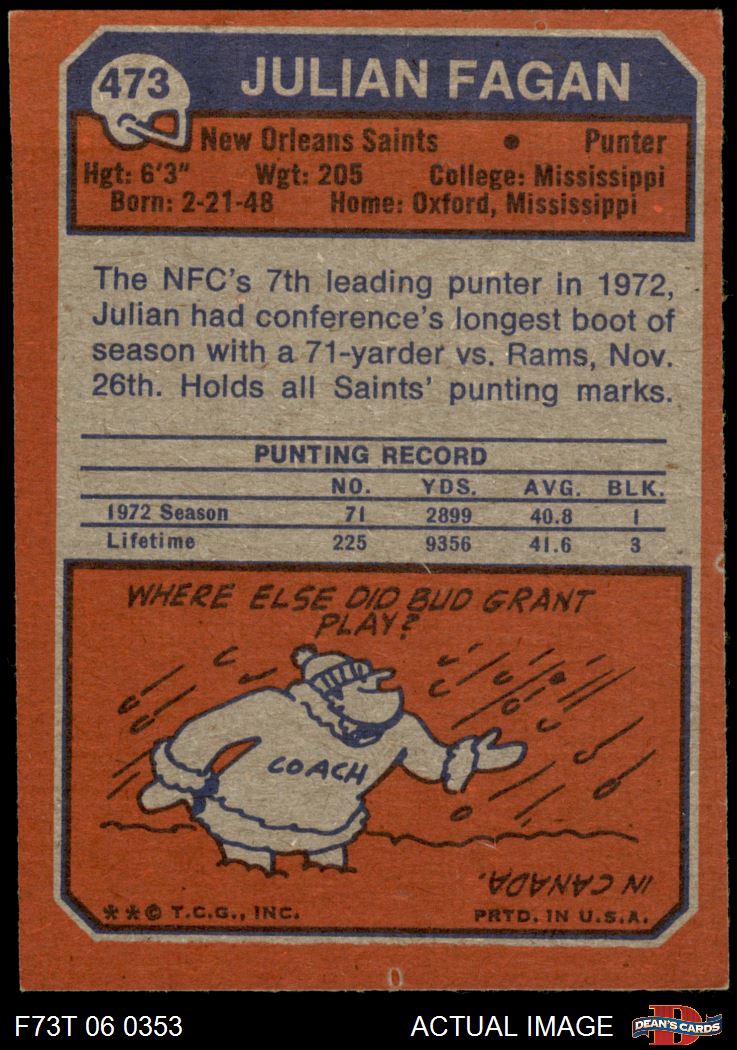 473
JULIAN FAGAN
New Orleans Saints • Punter
Hgt: 6'3" Wgt: 205 College: Mississippi
Born: 2-21-48 Home: Oxford, Mississippi
The NFC's 7th leading punter in 1972,
Julian had conference's longest boot of
season with a 71-yarder vs. Rams, Nov.
26th. Holds all Saints' punting marks.
PUNTING RECORD
NO. YDS. AVG. BLK.
1972 Season 71 2899 40.8 1
Lifetime 225 9356 41.6 3
WHERE ELSE DID BUD GRANT
PLAY?
COACH
IN CANADA.
**© T.C.G., INC. PRTD. IN U.S.A.
0
F73T 06 0353 ACTUAL IMAGE
D
DEAN'S CARDS